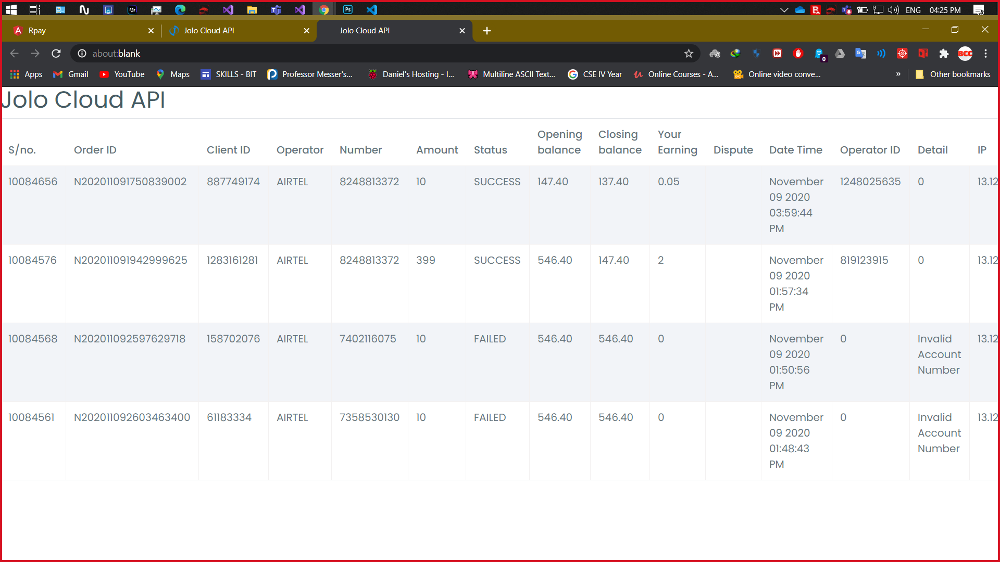 ENG 04:25 PM
Rpay Jolo Cloud API Jolo Cloud API
about:blank
Apps Gmail YouTube Maps SKILLS - BIT Professor Messer's... Daniel's Hosting - I... Multiline ASCII Text... CSE IV Year Online Courses - A... Online video conve... » Other bookmarks
Jolo Cloud API
S/no. Order ID Client ID Operator Number Amount Status Opening balance Closing balance Your Earning Dispute Date Time Operator ID Detail IP
10084656 N202011091750839002 887749174 AIRTEL 8248813372 10 SUCCESS 147.40 137.40 0.05 November 09 2020 03:59:44 PM 1248025635 0 13.12
10084576 N202011091942999625 1283161281 AIRTEL 8248813372 399 SUCCESS 546.40 147.40 2 November 09 2020 01:57:34 PM 819123915 0 13.12
10084568 N202011092597629718 158702076 AIRTEL 7402116075 10 FAILED 546.40 546.40 0 November 09 2020 01:50:56 PM 0 Invalid Account Number 13.12
10084561 N202011092603463400 61183334 AIRTEL 7358530130 10 FAILED 546.40 546.40 0 November 09 2020 01:48:43 PM 0 Invalid Account Number 13.12